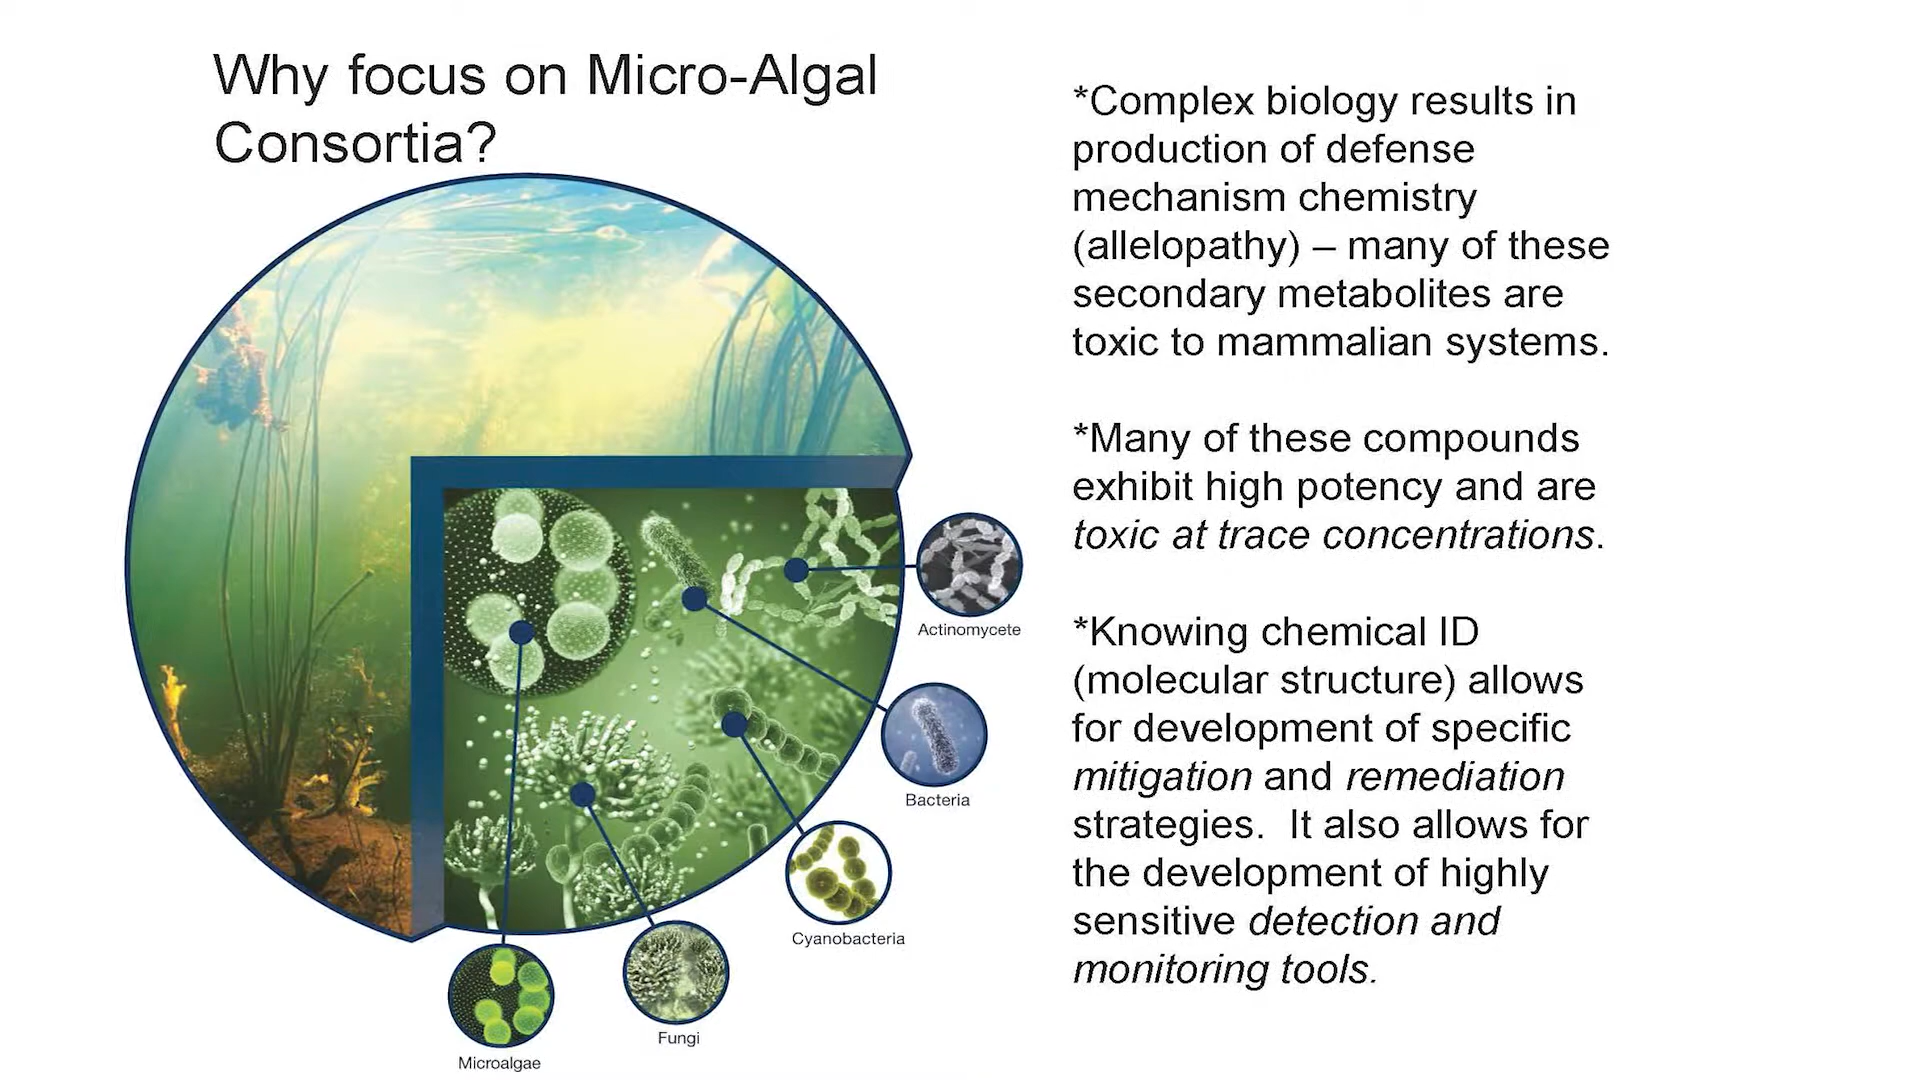 Why focus on Micro-Algal
Consortia?
*Complex biology results in
production of defense
mechanism chemistry
(allelopathy) – many of these
secondary metabolites are
toxic to mammalian systems.
*Many of these compounds
exhibit high potency and are
toxic at trace concentrations.
*Knowing chemical ID
(molecular structure) allows
for development of specific
mitigation and remediation
strategies.  It also allows for
the development of highly
sensitive detection and
monitoring tools.
Actinomycete
Bacteria
Cyanobacteria
Fungi
Microalgae